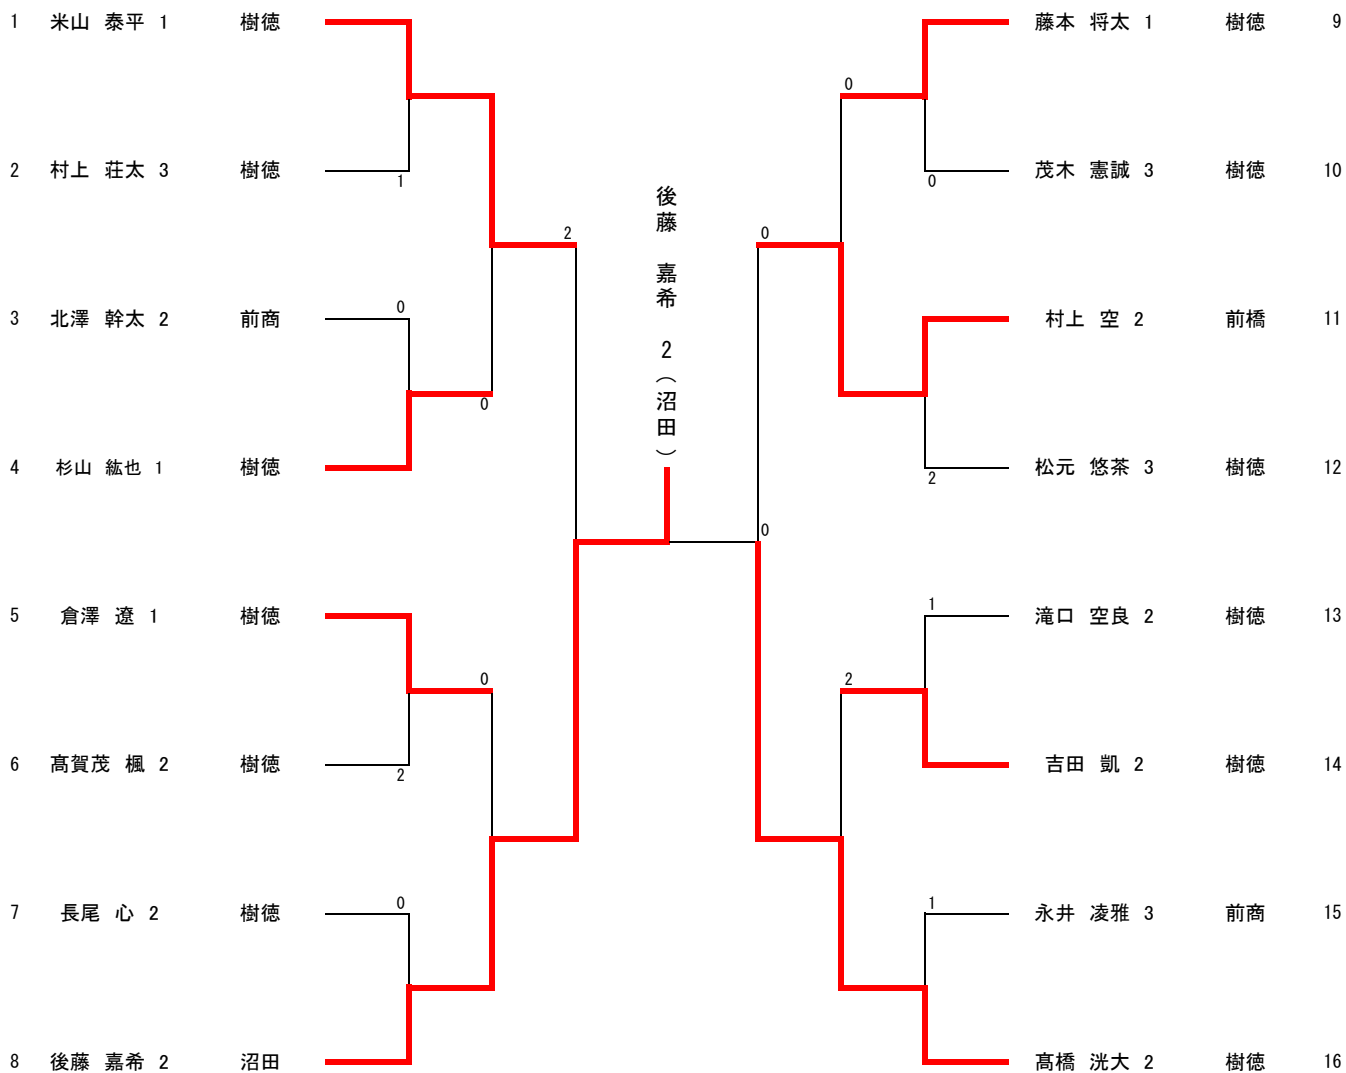 1 米山 泰平 1 樹徳
藤本 将太 1 樹徳 9
0
2 村上 荘太 3 樹徳
1
0
茂木 憲誠 3 樹徳 10
後藤 嘉希 2 (沼田)
2
0
3 北澤 幹太 2 前商
0
村上 空 2 前橋 11
0
4 杉山 紘也 1 樹徳
2
松元 悠茶 3 樹徳 12
0
5 倉澤 遼 1 樹徳
1
滝口 空良 2 樹徳 13
0
2
6 髙賀茂 楓 2 樹徳
2
吉田 凱 2 樹徳 14
7 長尾 心 2 樹徳
0
1
永井 凌雅 3 前商 15
8 後藤 嘉希 2 沼田
髙橋 洸大 2 樹徳 16